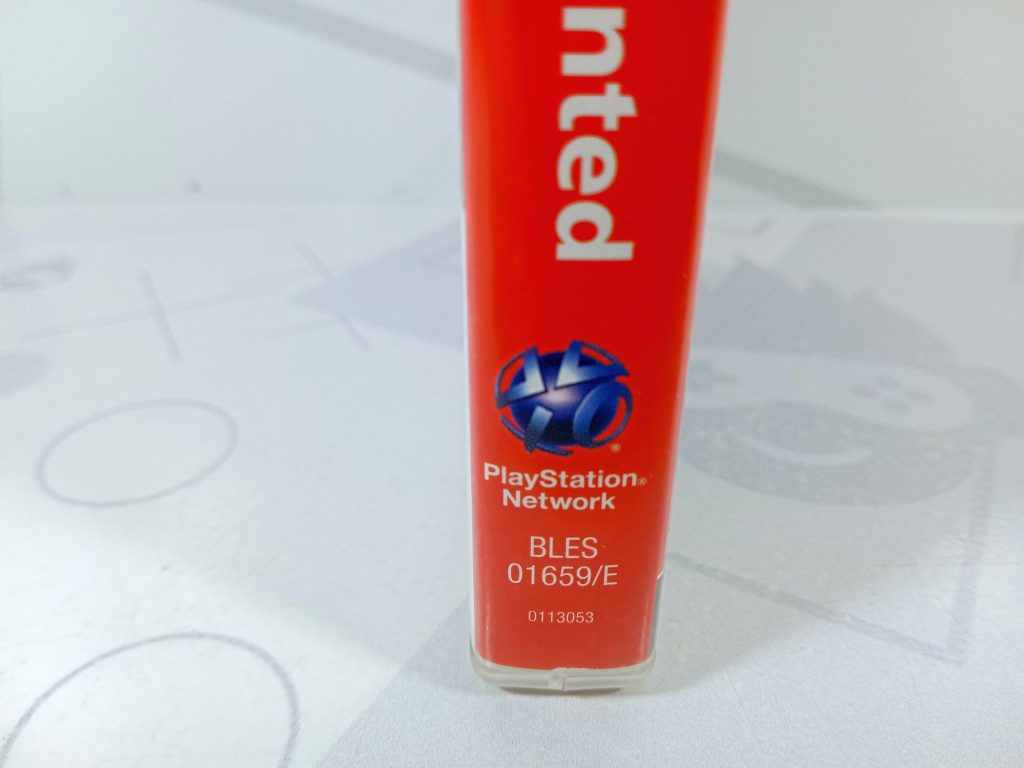 nted
PlayStation®
Network
BLES
01659/E
0113053